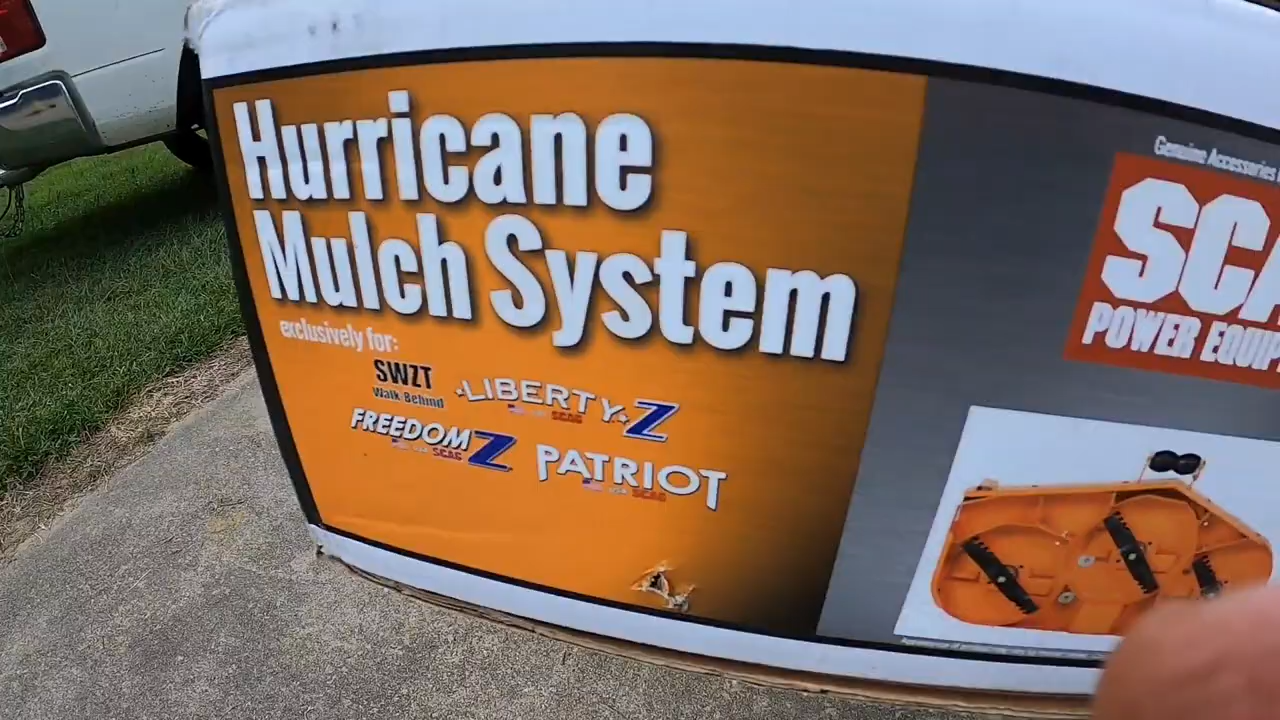 Hurricane
Mulch System
exclusively for:
SWZT
Walk-Behind
LIBERTY Z
SCAG
FREEDOM Z
SCAG
PATRIOT
SCAG
Genuine Accessories
SCA
POWER EQUIP